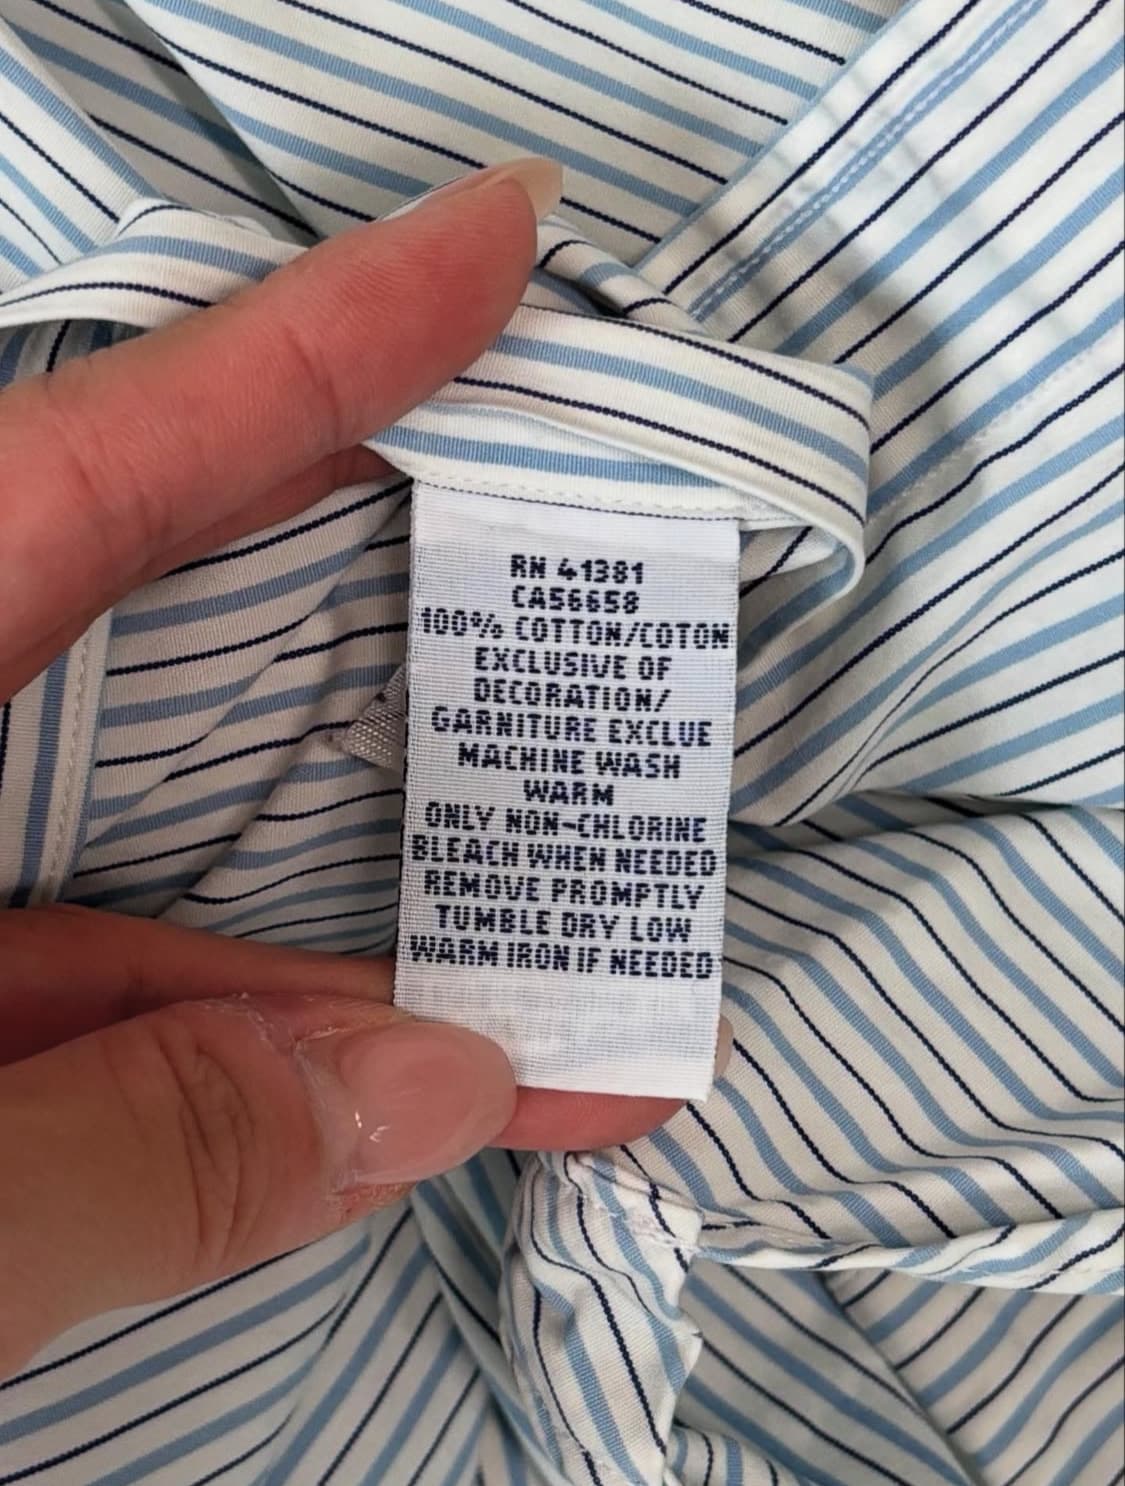 RN 41381
CA56658
100% COTTON/COTON
EXCLUSIVE OF
DECORATION/
GARNITURE EXCLUE
MACHINE WASH
WARM
ONLY NON-CHLORINE
BLEACH WHEN NEEDED
REMOVE PROMPTLY
TUMBLE DRY LOW
WARM IRON IF NEEDED